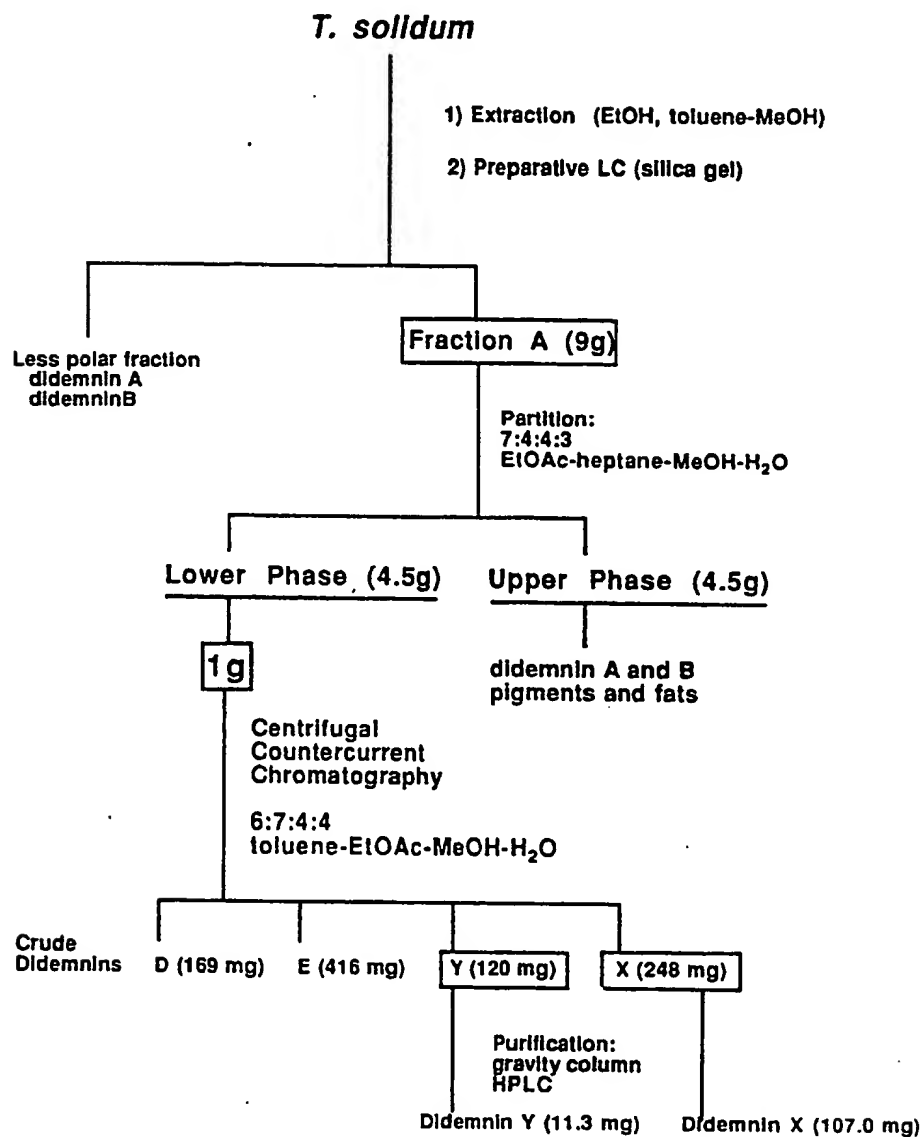 T. solidum
1) Extraction (EtOH, toluene-MeOH)
2) Preparative LC (silica gel)
Less polar fraction
didemnin A
didemninB
Fraction A (9g)
Partition:
7:4:4:3
EtOAc-heptane-MeOH-H₂O
Lower Phase (4.5g)
Upper Phase (4.5g)
1g
didemnin A and B
pigments and fats
Centrifugal
Countercurrent
Chromatography
6:7:4:4
toluene-EtOAc-MeOH-H₂O
Crude
Didemnins
D (169 mg)
E (416 mg)
Y (120 mg)
X (248 mg)
Purification:
gravity column
HPLC
Didemnin Y (11.3 mg)
Didemnin X (107.0 mg)